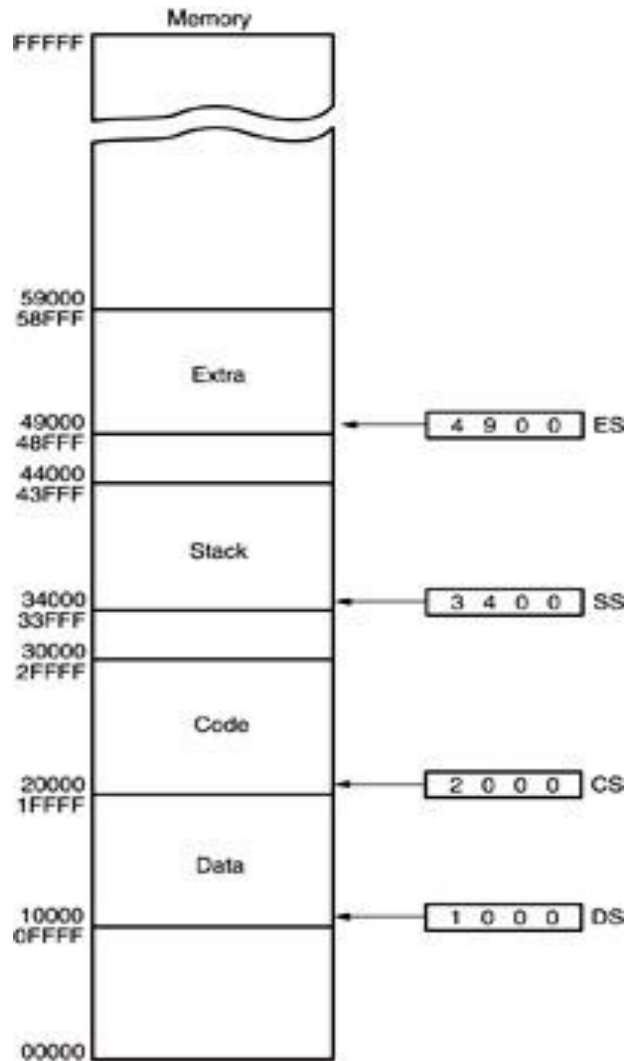 Memory
FFFFF
59000
58FFF
Extra
49000
4 9 0 0 ES
48FFF
44000
43FFF
Stack
34000
3 4 0 0 SS
33FFF
30000
2FFFF
Code
20000
2 0 0 0 CS
1FFFF
Data
10000
1 0 0 0 DS
0FFFF
00000